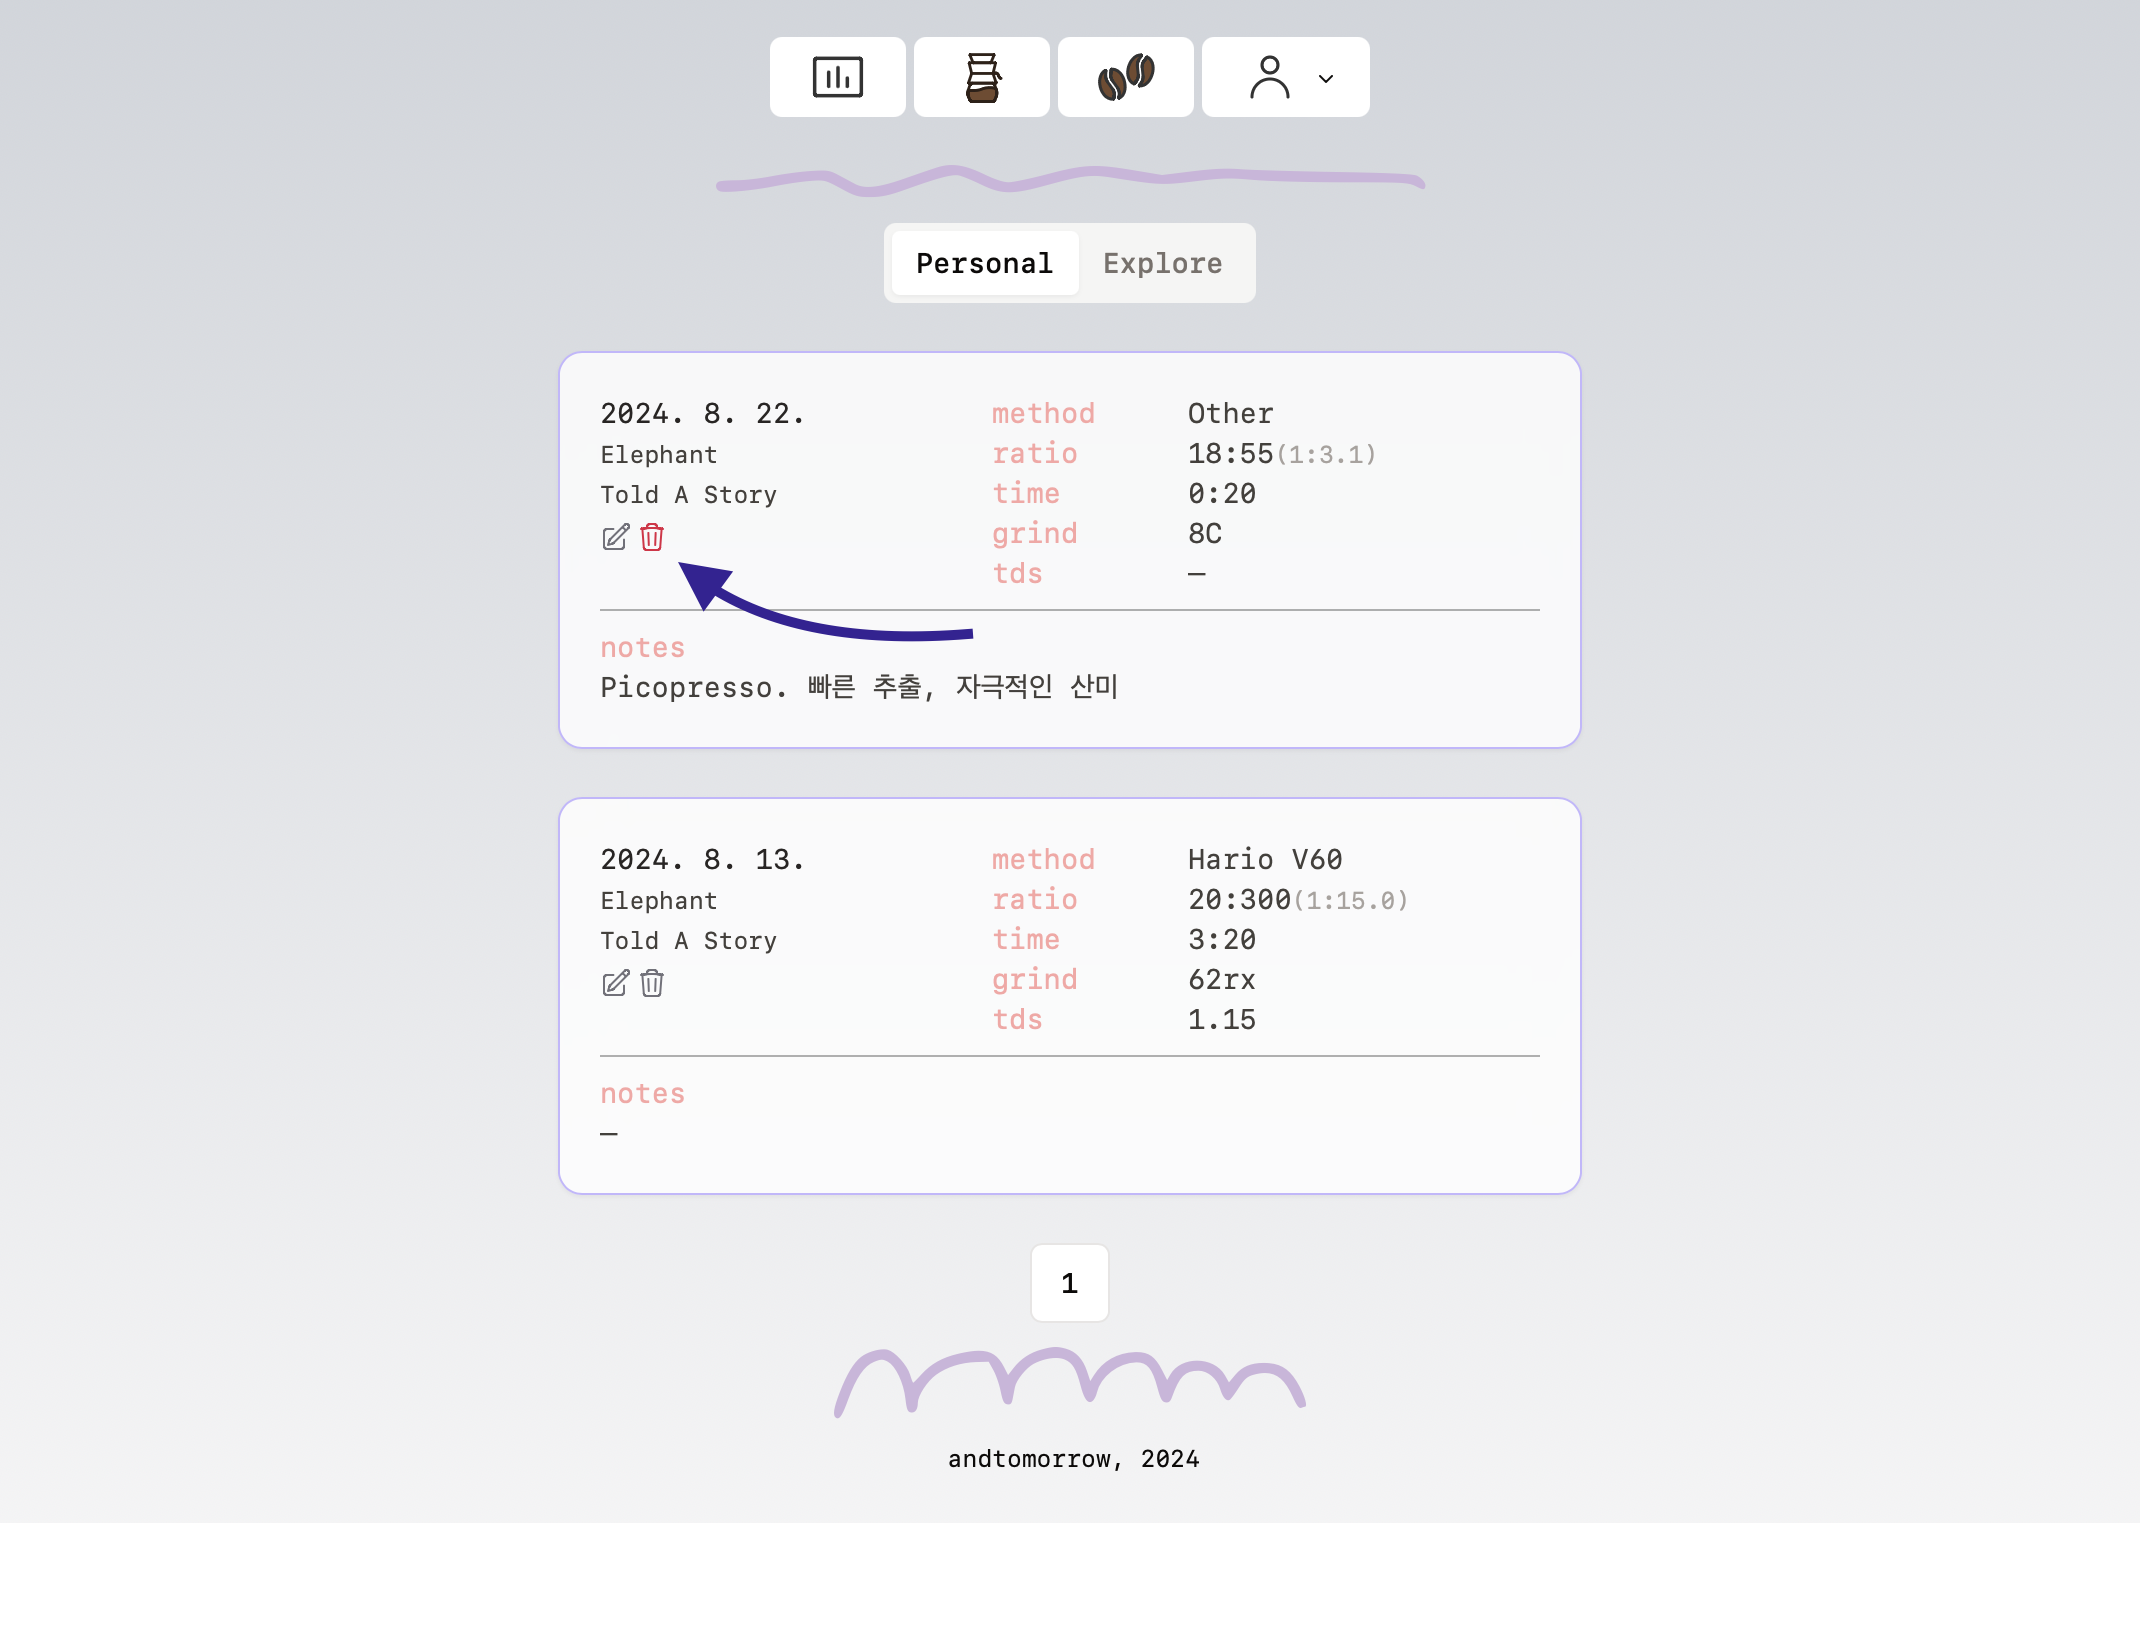 Personal Explore
2024. 8. 22.
Elephant
Told A Story
method Other
ratio 18:55(1:3.1)
time 0:20
grind 8C
tds —
notes
Picopresso. 빠른 추출, 자극적인 산미
2024. 8. 13.
Elephant
Told A Story
method Hario V60
ratio 20:300(1:15.0)
time 3:20
grind 62rx
tds 1.15
notes
—
1
andtomorrow, 2024